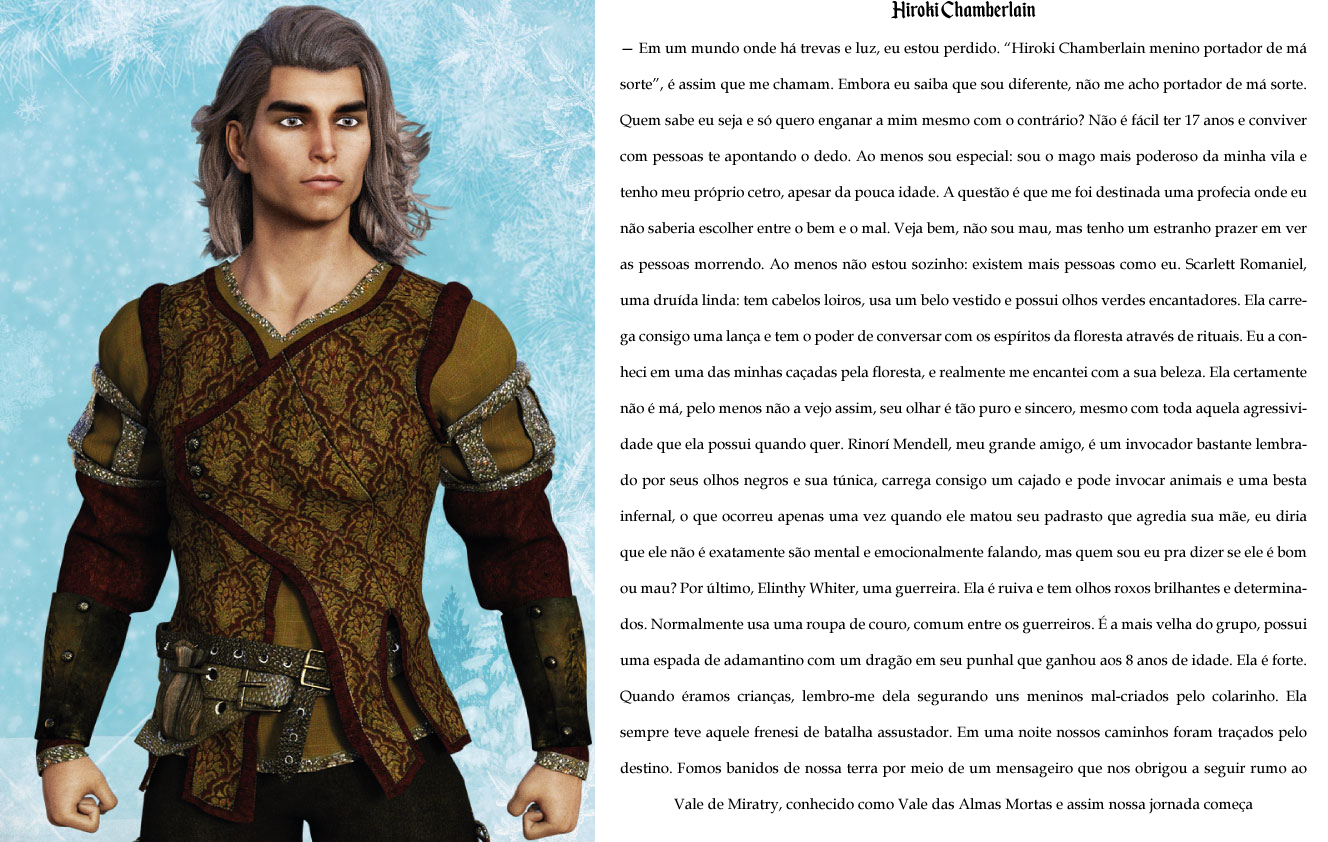 Hiroki Chamberlain
— Em um mundo onde há trevas e luz, eu estou perdido. “Hiroki Chamberlain menino portador de má
sorte”, é assim que me chamam. Embora eu saiba que sou diferente, não me acho portador de má sorte.
Quem sabe eu seja e só quero enganar a mim mesmo com o contrário? Não é fácil ter 17 anos e conviver
com pessoas te apontando o dedo. Ao menos sou especial: sou o mago mais poderoso da minha vila e
tenho meu próprio cetro, apesar da pouca idade. A questão é que me foi destinada uma profecia onde eu
não saberia escolher entre o bem e o mal. Veja bem, não sou mau, mas tenho um estranho prazer em ver
as pessoas morrendo. Ao menos não estou sozinho: existem mais pessoas como eu. Scarlett Romaniel,
uma druída linda: tem cabelos loiros, usa um belo vestido e possui olhos verdes encantadores. Ela carre-
ga consigo uma lança e tem o poder de conversar com os espíritos da floresta através de rituais. Eu a con-
heci em uma das minhas caçadas pela floresta, e realmente me encantei com a sua beleza. Ela certamente
não é má, pelo menos não a vejo assim, seu olhar é tão puro e sincero, mesmo com toda aquela agressivi-
dade que ela possui quando quer. Rinorí Mendell, meu grande amigo, é um invocador bastante lembra-
do por seus olhos negros e sua túnica, carrega consigo um cajado e pode invocar animais e uma besta
infernal, o que ocorreu apenas uma vez quando ele matou seu padrasto que agredia sua mãe, eu diria
que ele não é exatamente são mental e emocionalmente falando, mas quem sou eu pra dizer se ele é bom
ou mau? Por último, Elinthy Whiter, uma guerreira. Ela é ruiva e tem olhos roxos brilhantes e determina-
dos. Normalmente usa uma roupa de couro, comum entre os guerreiros. É a mais velha do grupo, possui
uma espada de adamantino com um dragão em seu punhal que ganhou aos 8 anos de idade. Ela é forte.
Quando éramos crianças, lembro-me dela segurando uns meninos mal-criados pelo colarinho. Ela
sempre teve aquele frenesi de batalha assustador. Em uma noite nossos caminhos foram traçados pelo
destino. Fomos banidos de nossa terra por meio de um mensageiro que nos obrigou a seguir rumo ao
Vale de Miratry, conhecido como Vale das Almas Mortas e assim nossa jornada começa